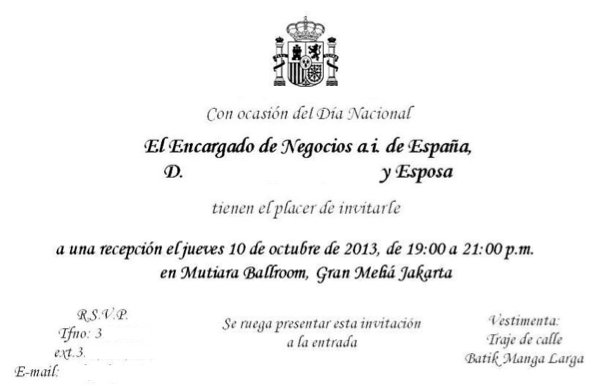 Con ocasión del Día Nacional
El Encargado de Negocios a.i. de España,
D. y Esposa
tienen el placer de invitarle
a una recepción el jueves 10 de octubre de 2013, de 19:00 a 21:00 p.m.
en Mutiara Ballroom, Gran Meliá Jakarta
R.S.V.P.
Tfno: 3
ext.3.
E-mail:
Se ruega presentar esta invitación
a la entrada
Vestimenta:
Traje de calle
Batik Manga Larga